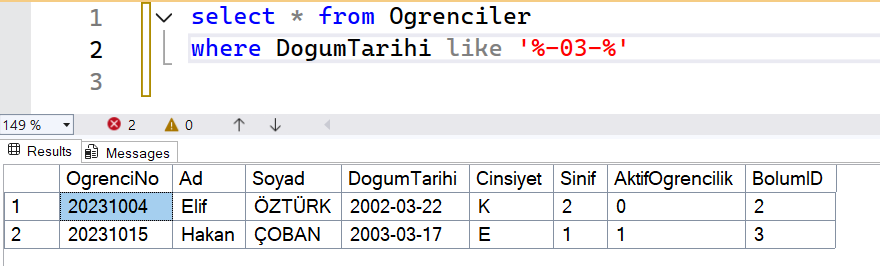 1 select * from Ogrenciler
2 where DogumTarihi like '%-03-%'
3
149 % 2 0
Results Messages
OgrenciNo Ad Soyad DogumTarihi Cinsiyet Sinif AktifOgrencilik BolumID
1 20231004 Elif ÖZTÜRK 2002-03-22 K 2 0 2
2 20231015 Hakan ÇOBAN 2003-03-17 E 1 1 3